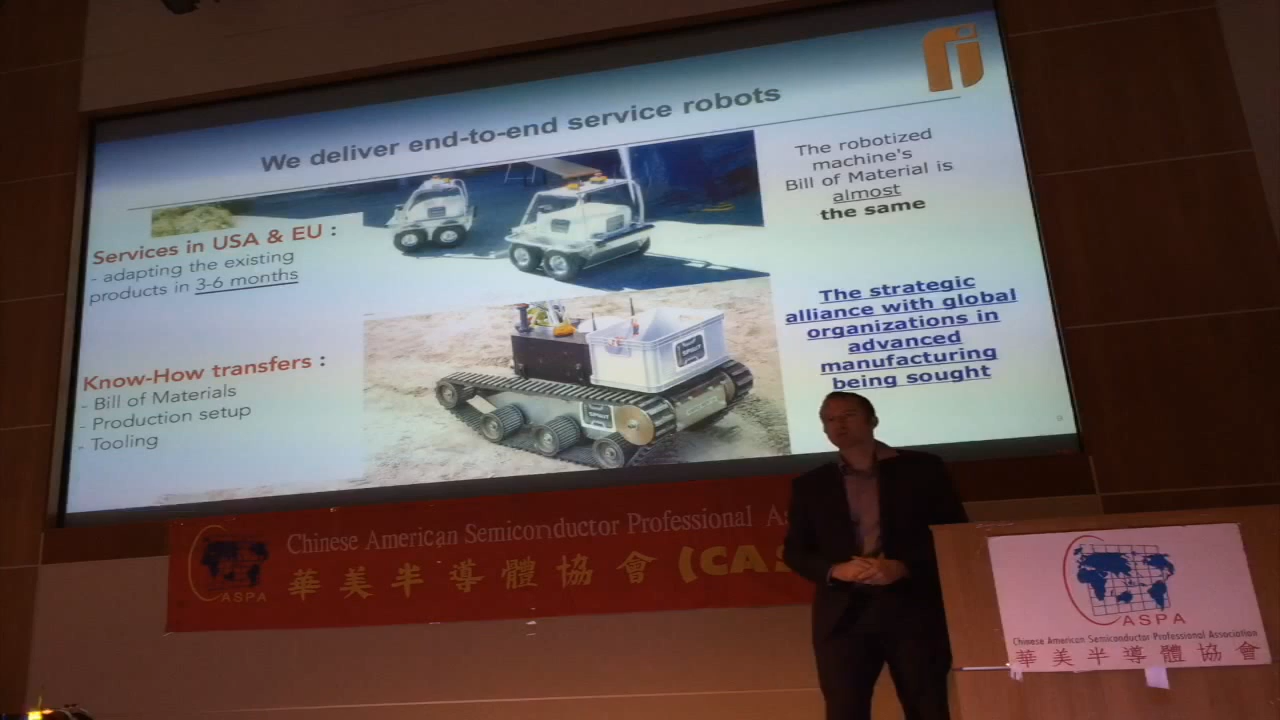 We deliver end-to-end service robots
Services in USA & EU :
- adapting the existing
products in 3-6 months
Know-How transfers :
- Bill of Materials
- Production setup
- Tooling
The robotized
machine's
Bill of Material is
almost
the same
The strategic
alliance with global
organizations in
advanced
manufacturing
being sought
Chinese American Semiconductor Professional As
華美半導體協會 (CAS
CASPA
CASPA
Chinese American Semiconductor Professional Association
華美半導體協會